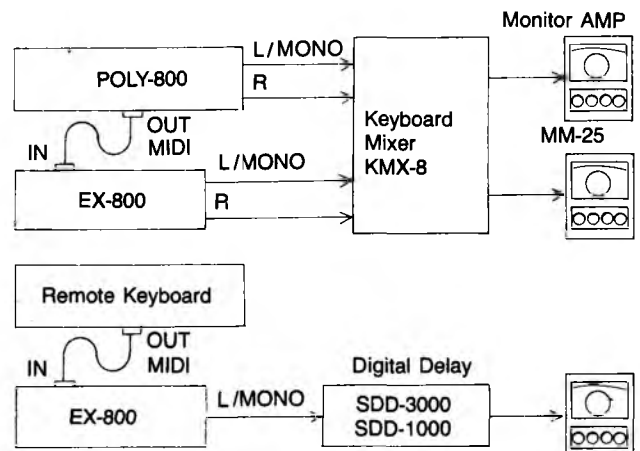 Monitor AMP
L/MONO
POLY-800
R
Keyboard
Mixer
KMX-8
OUT
IN
MIDI
MM-25
L/MONO
EX-800
R
Remote Keyboard
OUT
IN
MIDI
Digital Delay
L/MONO
EX-800
SDD-3000
SDD-1000